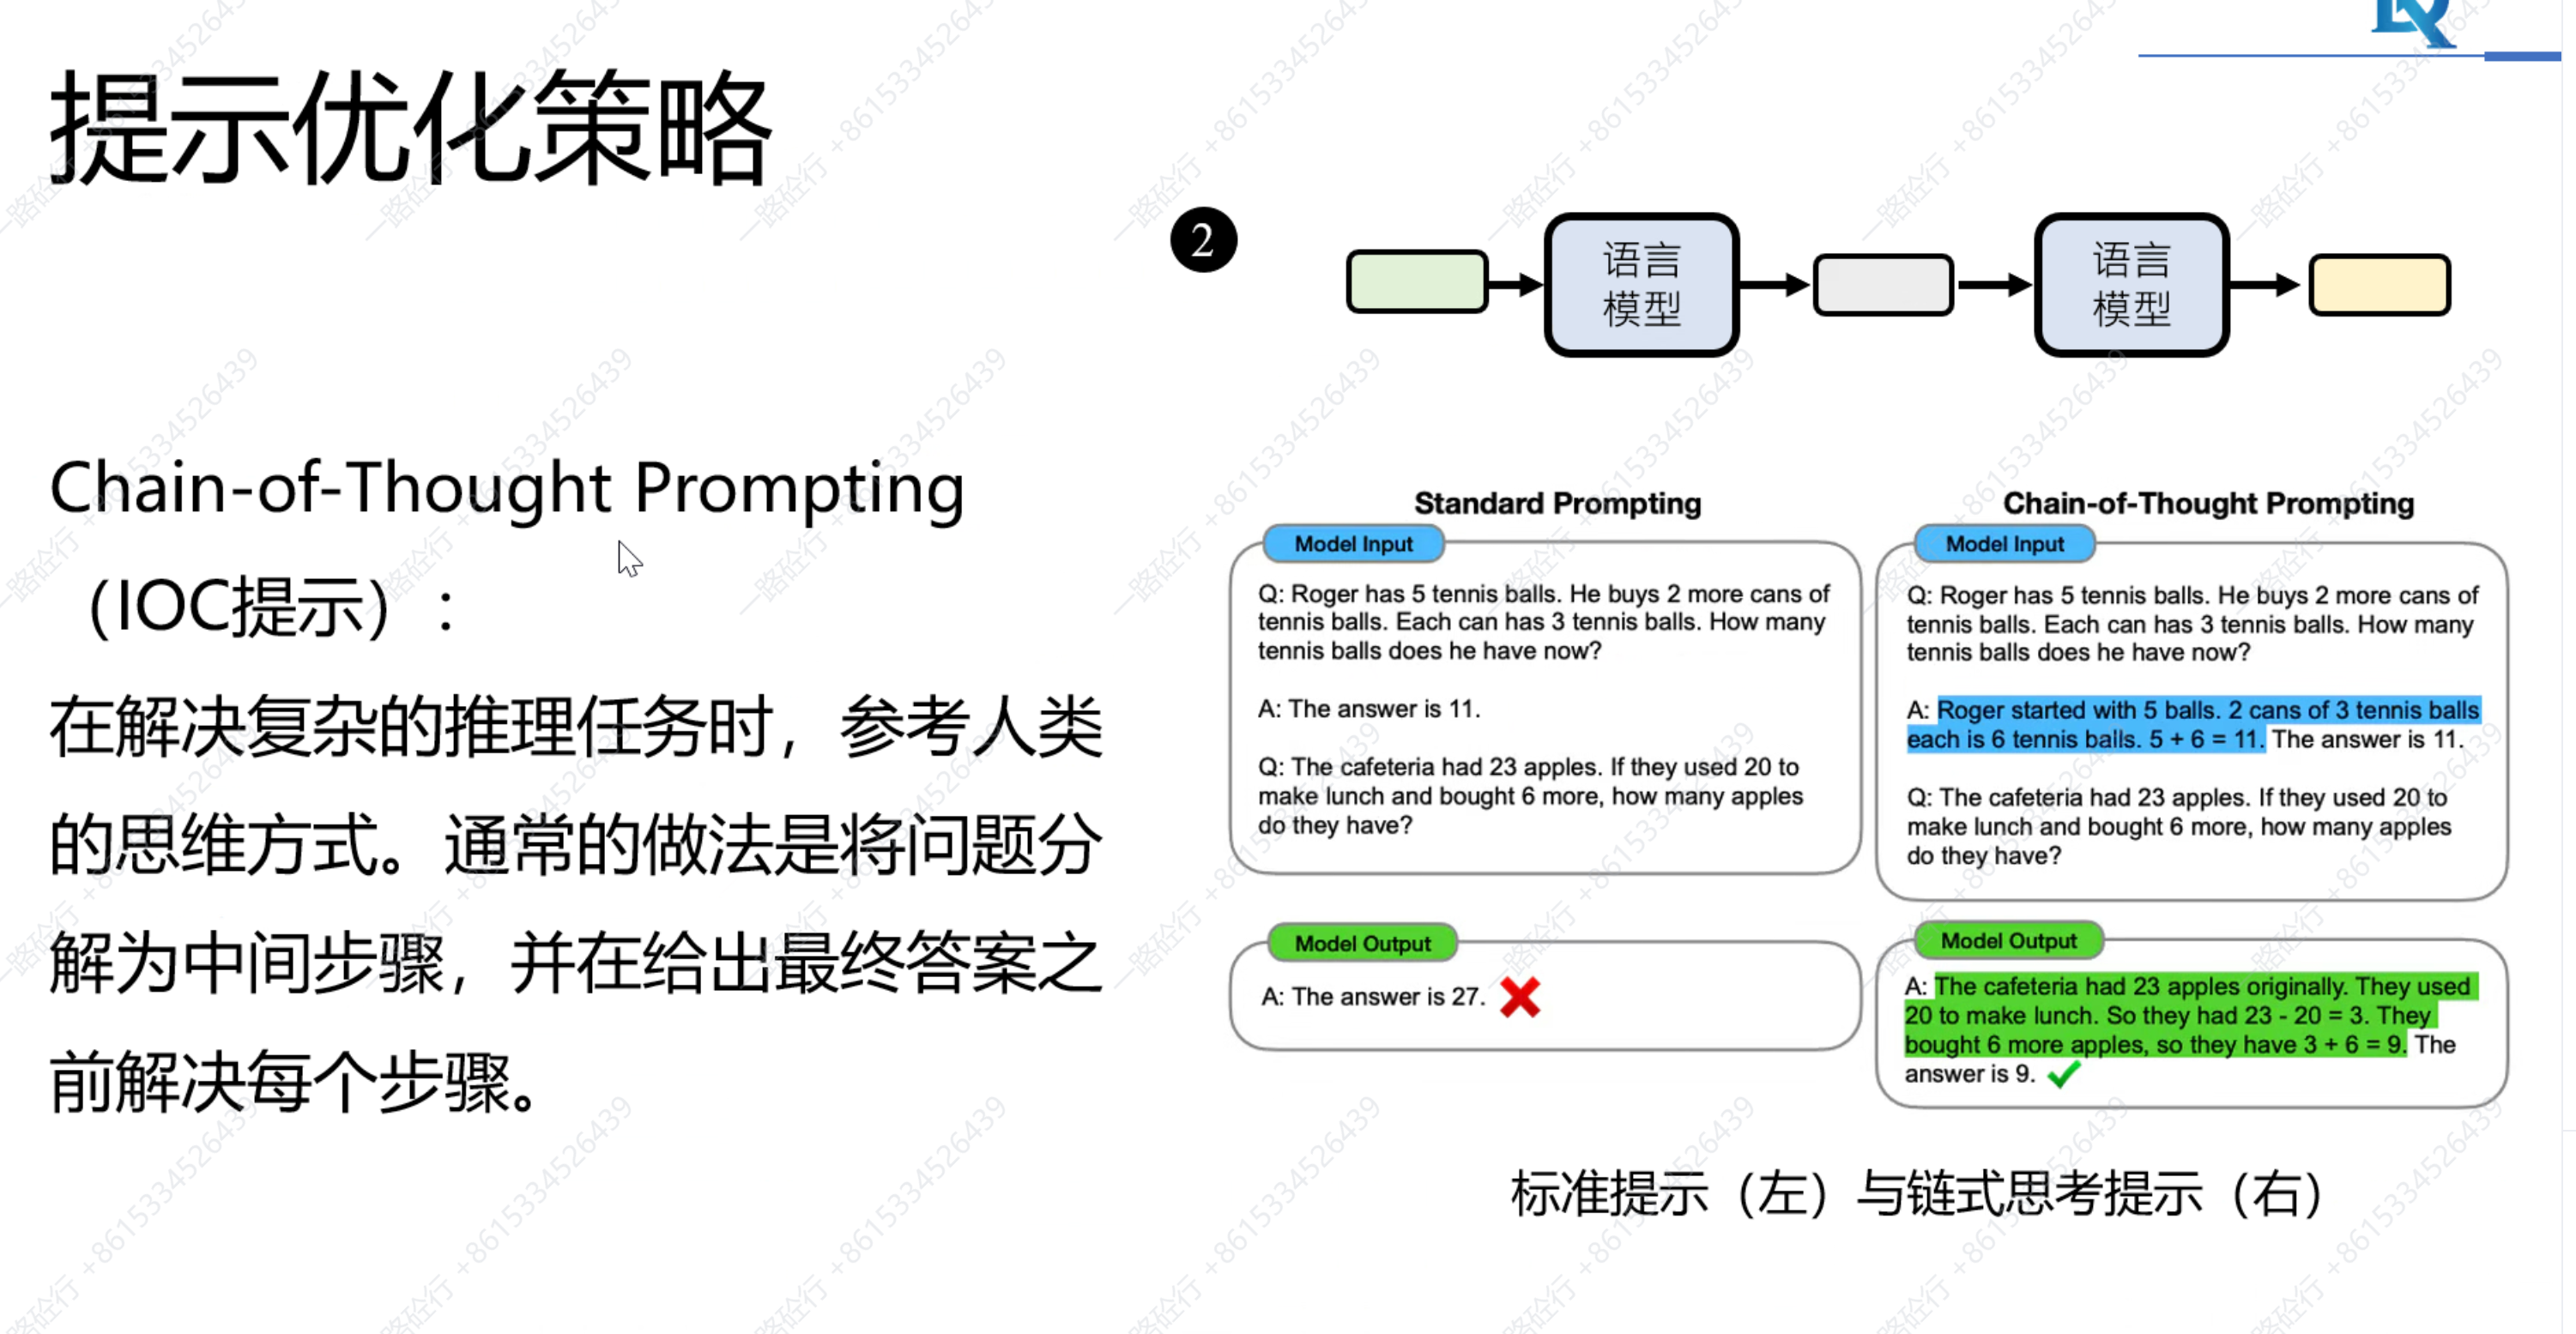 提示优化策略
2
语言
模型
语言
模型
Chain-of-Thought Prompting
（IOC提示）：
在解决复杂的推理任务时，参考人类
的思维方式。通常的做法是将问题分
解为中间步骤，并在给出最终答案之
前解决每个步骤。
Standard Prompting
Model Input
Q: Roger has 5 tennis balls. He buys 2 more cans of
tennis balls. Each can has 3 tennis balls. How many
tennis balls does he have now?
A: The answer is 11.
Q: The cafeteria had 23 apples. If they used 20 to
make lunch and bought 6 more, how many apples
do they have?
Model Output
A: The answer is 27.
Chain-of-Thought Prompting
Model Input
Q: Roger has 5 tennis balls. He buys 2 more cans of
tennis balls. Each can has 3 tennis balls. How many
tennis balls does he have now?
A: Roger started with 5 balls. 2 cans of 3 tennis balls
each is 6 tennis balls. 5 + 6 = 11. The answer is 11.
Q: The cafeteria had 23 apples. If they used 20 to
make lunch and bought 6 more, how many apples
do they have?
Model Output
A: The cafeteria had 23 apples originally. They used
20 to make lunch. So they had 23 - 20 = 3. They
bought 6 more apples, so they have 3 + 6 = 9. The
answer is 9.
标准提示（左）与链式思考提示（右）
一路砼行 +8615334526439